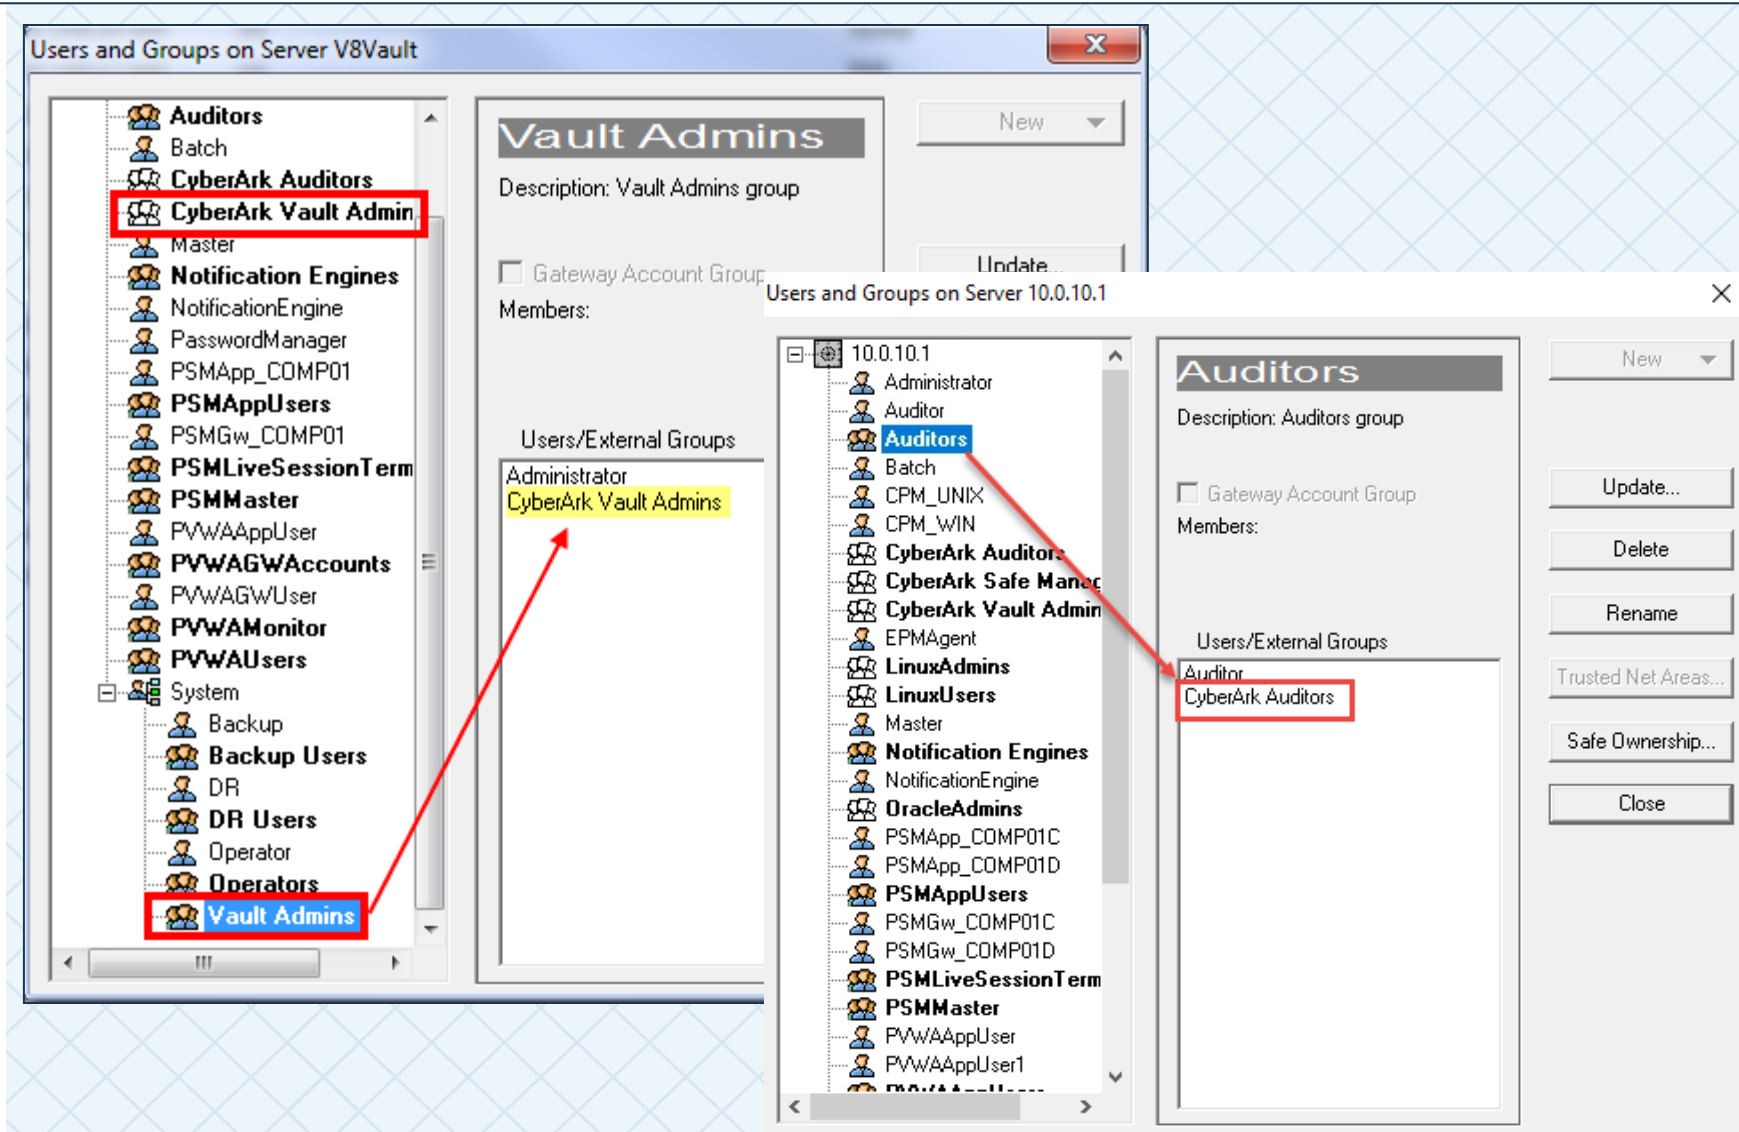 Users and Groups on Server V8Vault
Auditors
Batch
CyberArk Auditors
CyberArk Vault Admin
Master
Notification Engines
NotificationEngine
PasswordManager
PSMApp_COMP01
PSMAppUsers
PSMGw_COMP01
PSMLiveSessionTerm
PSMMaster
PVWAAppUser
PVWAGWAccounts
PVWAGWUser
PVWAMonitor
PVWAUsers
System
Backup
Backup Users
DR
DR Users
Operator
Operators
Vault Admins
Vault Admins
Description: Vault Admins group
Gateway Account Group
Members:
Users/External Groups
Administrator
CyberArk Vault Admins
New
Update...
Users and Groups on Server 10.0.10.1
10.0.10.1
Administrator
Auditor
Auditors
Batch
CPM_UNIX
CPM_WIN
CyberArk Auditors
CyberArk Safe Manag
CyberArk Vault Admin
EPMAgent
LinuxAdmins
LinuxUsers
Master
Notification Engines
NotificationEngine
OracleAdmins
PSMApp_COMP01C
PSMApp_COMP01D
PSMAppUsers
PSMGw_COMP01C
PSMGw_COMP01D
PSMLiveSessionTerm
PSMMaster
PVWAAppUser
PVWAAppUser1
PVWAAppUsers
Auditors
Description: Auditors group
Gateway Account Group
Members:
Users/External Groups
Auditor
CyberArk Auditors
New
Update...
Delete
Rename
Trusted Net Areas...
Safe Ownership...
Close